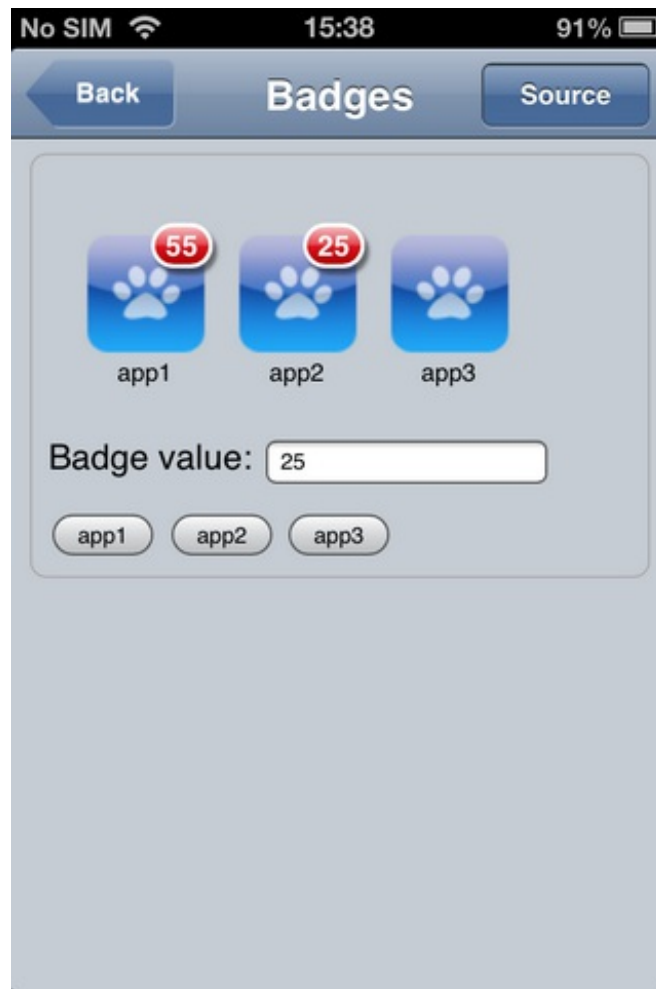 No SIM 15:38 91%
Back Badges Source
55 25
app1 app2 app3
Badge value: 25
app1 app2 app3